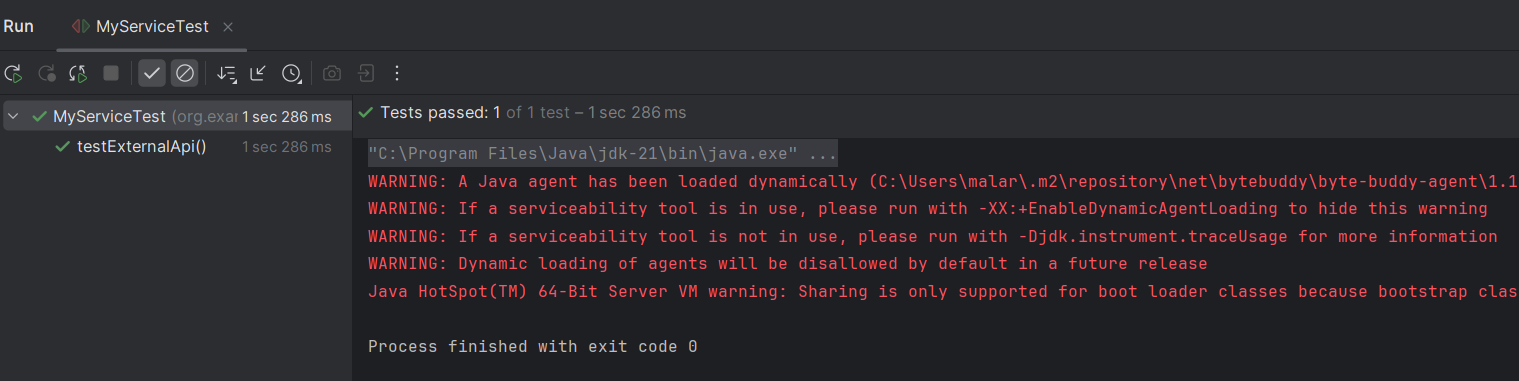 Run
MyServiceTest
MyServiceTest (org.exar 1 sec 286 ms
Tests passed: 1 of 1 test – 1 sec 286 ms
testExternalApi() 1 sec 286 ms
"C:\Program Files\Java\jdk-21\bin\java.exe" ...
WARNING: A Java agent has been loaded dynamically (C:\Users\malar\.m2\repository\net\bytebuddy\byte-buddy-agent\1.1
WARNING: If a serviceability tool is in use, please run with -XX:+EnableDynamicAgentLoading to hide this warning
WARNING: If a serviceability tool is not in use, please run with -Djdk.instrument.traceUsage for more information
WARNING: Dynamic loading of agents will be disallowed by default in a future release
Java HotSpot(TM) 64-Bit Server VM warning: Sharing is only supported for boot loader classes because bootstrap clas
Process finished with exit code 0